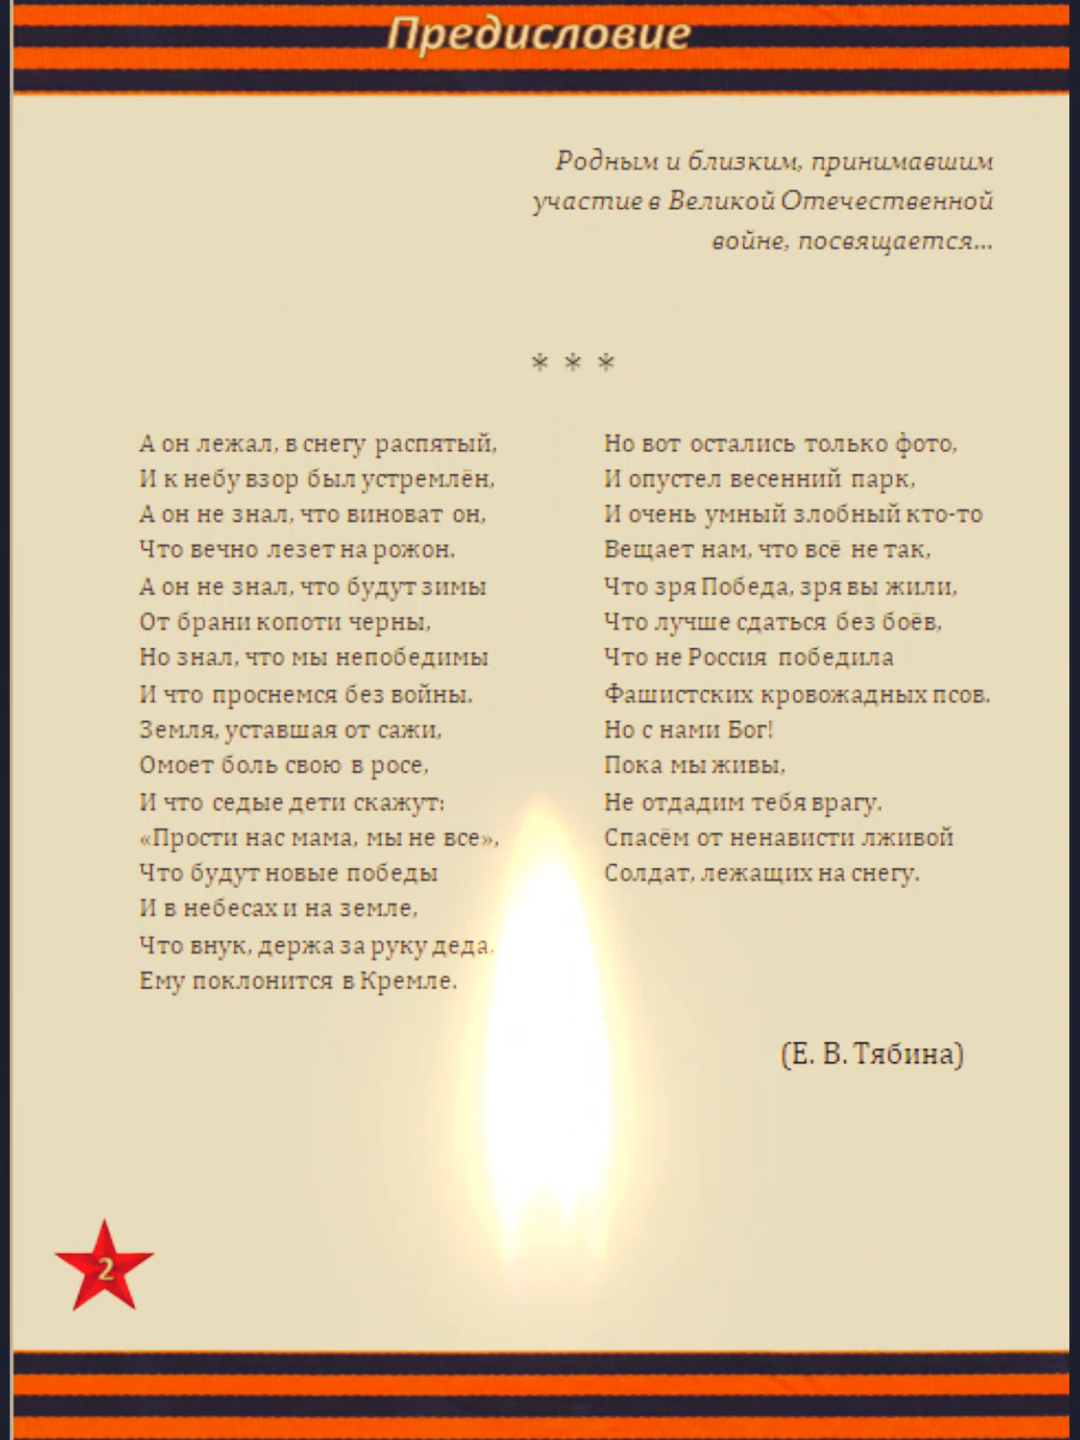 Предисловие
Родным и близким, принимавшим
участие в Великой Отечественной
войне, посвящается...
* * *
А он лежал, в снегу распятый,
И к небу взор был устремлён,
А он не знал, что виноват он,
Что вечно лезет на рожон.
А он не знал, что будут зимы
От брани копоти черны,
Но знал, что мы непобедимы
И что проснемся без войны.
Земля, уставшая от сажи,
Омоет боль свою в росе,
И что седые дети скажут:
«Прости нас мама, мы не все»,
Что будут новые победы
И в небесах и на земле,
Что внук, держа за руку деда,
Ему поклонится в Кремле.
Но вот остались только фото,
И опустел весенний парк,
И очень умный злобный кто-то
Вещает нам, что всё не так,
Что зря Победа, зря вы жили,
Что лучше сдаться без боёв,
Что не Россия победила
Фашистских кровожадных псов.
Но с нами Бог!
Пока мы живы,
Не отдадим тебя врагу.
Спасём от ненависти лживой
Солдат, лежащих на снегу.
(Е. В. Тябина)
2